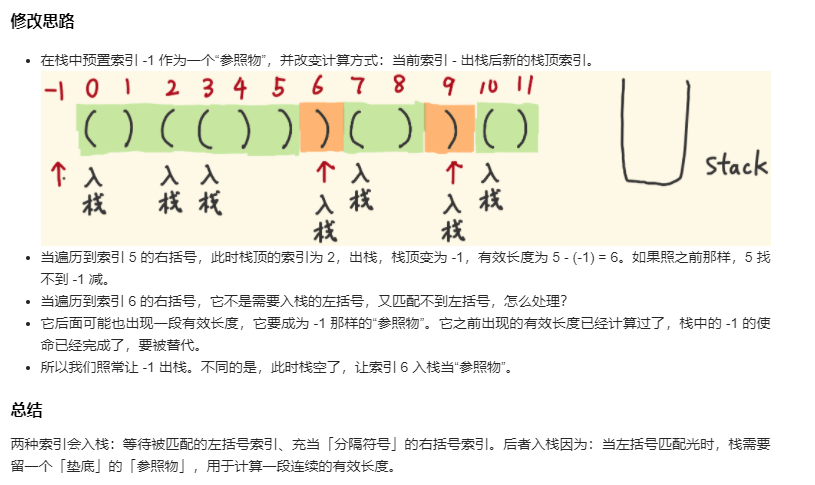 修改思路
• 在栈中预置索引 -1 作为一个“参照物”，并改变计算方式：当前索引 - 出栈后新的栈顶索引。
-1 0 1 2 3 4 5 6 7 8 9 10 11
( ) ( ( ) ) ) ( ) ) ( )
↑ 入栈 入栈 入栈 ↑ 入栈 入栈 ↑ 入栈 入栈
Stack
• 当遍历到索引 5 的右括号，此时栈顶的索引为 2，出栈，栈顶变为 -1，有效长度为 5 - (-1) = 6。如果照之前那样，5 找
不到 -1 减。
• 当遍历到索引 6 的右括号，它不是需要入栈的左括号，又匹配不到左括号，怎么处理？
• 它后面可能也出现一段有效长度，它要成为 -1 那样的“参照物”。它之前出现的有效长度已经计算过了，栈中的 -1 的使
命已经完成了，要被替代。
• 所以我们照常让 -1 出栈。不同的是，此时栈空了，让索引 6 入栈当“参照物”。
总结
两种索引会入栈：等待被匹配的左括号索引、充当「分隔符号」的右括号索引。后者入栈因为：当左括号匹配光时，栈需要
留一个「垫底」的「参照物」，用于计算一段连续的有效长度。